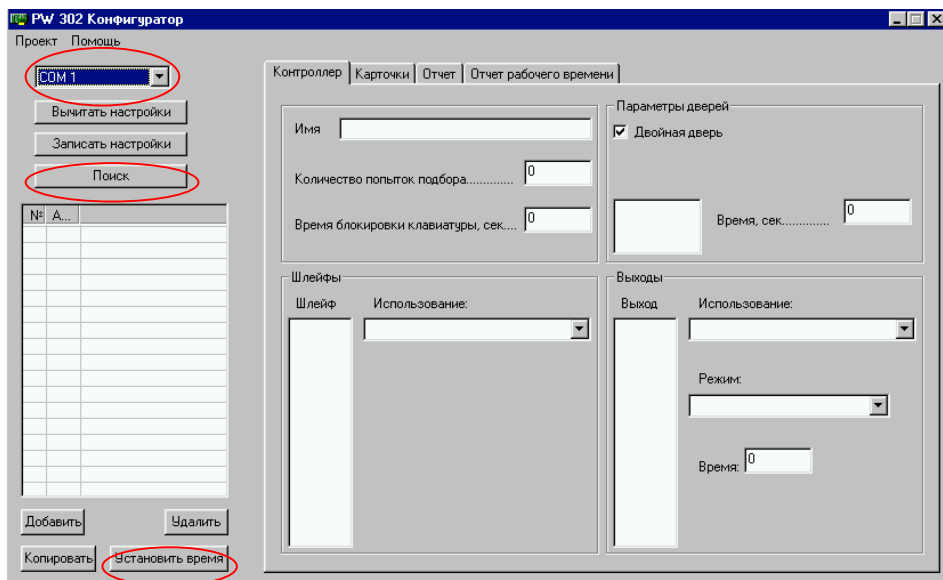 PW 302 Конфигуратор
Проект Помощь
COM 1
Вычитать настройки
Записать настройки
Поиск
№ А...
Добавить Удалить
Копировать Установить время
Контроллер Карточки Отчет Отчет рабочего времени
Имя
Количество попыток подбора............. 0
Время блокировки клавиатуры, сек.... 0
Параметры дверей
Двойная дверь
Время, сек............. 0
Шлейфы
Шлейф Использование:
Выходы
Выход Использование:
Режим:
Время: 0